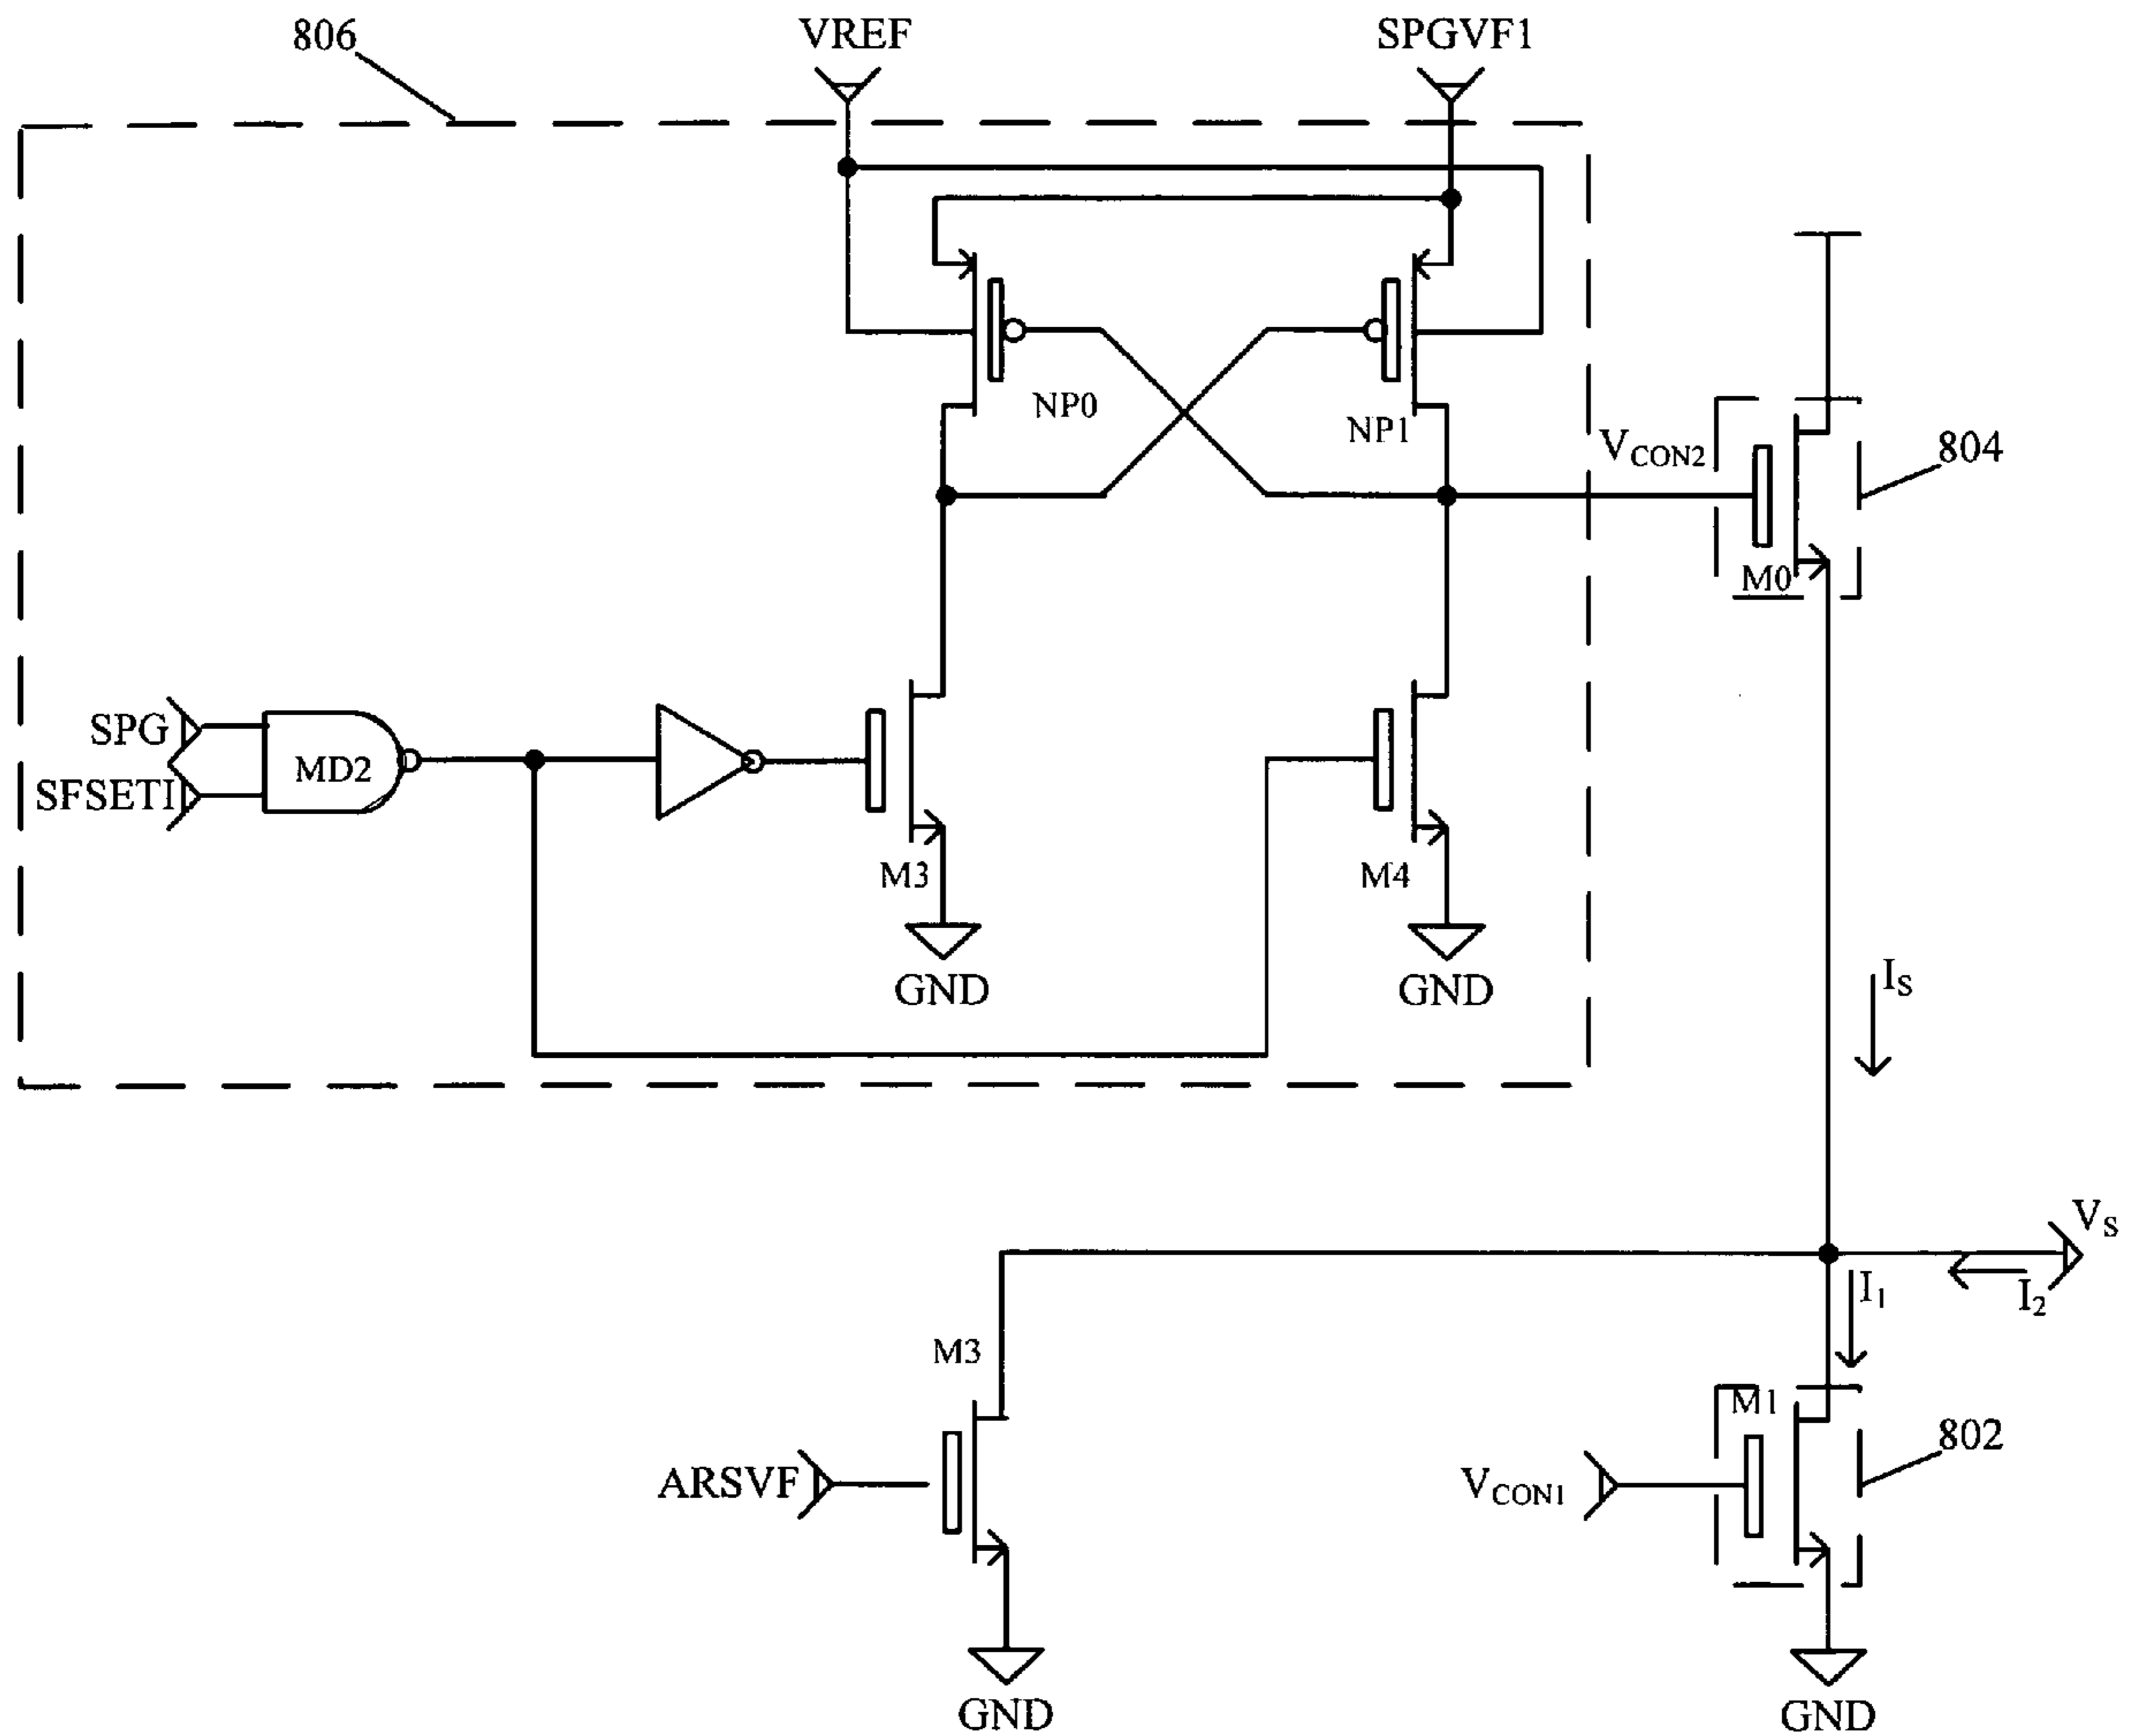 806
VREF
SPGVF1
NP0
NP1
VCON2
804
M0
SPG
SFSETI
MD2
M3
M4
GND
GND
IS
VS
I1
I2
M3
M1
802
ARSVF
VCON1
GND
GND